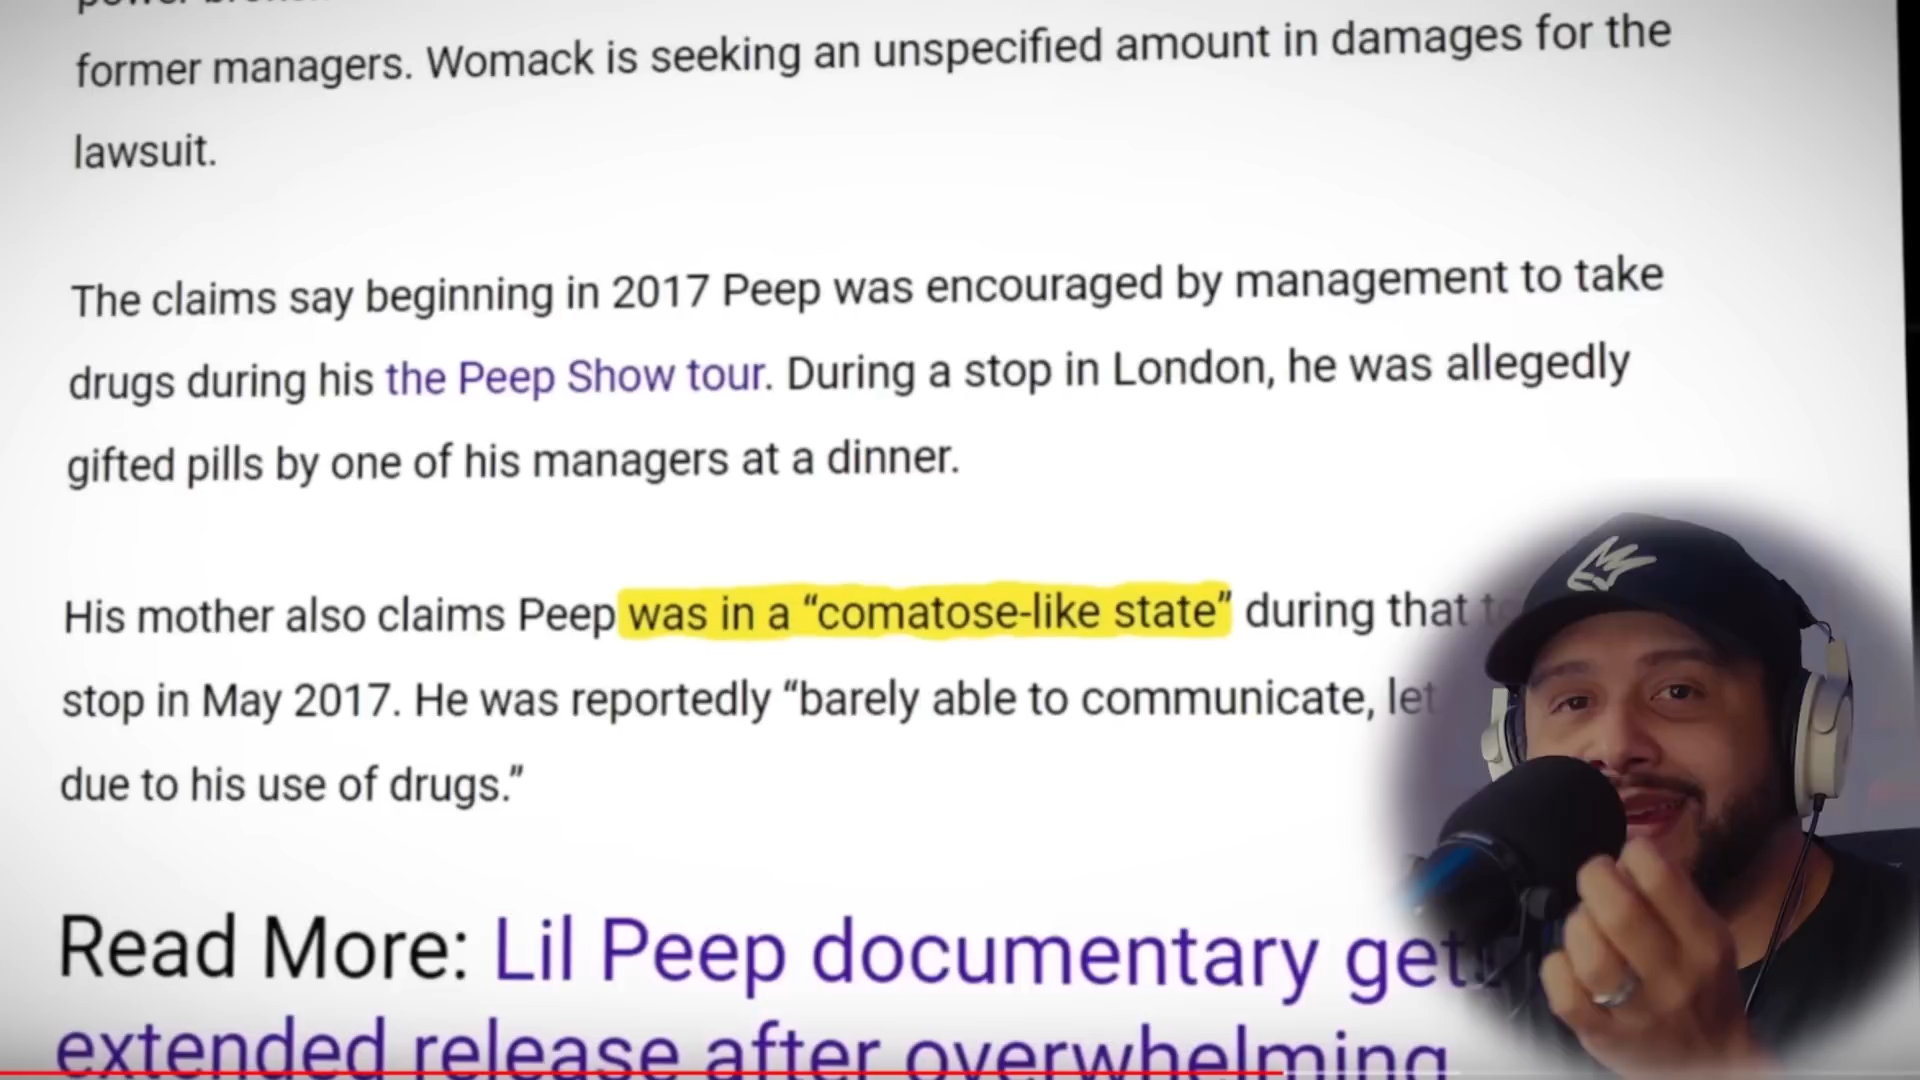 former managers. Womack is seeking an unspecified amount in damages for the
lawsuit.
The claims say beginning in 2017 Peep was encouraged by management to take
drugs during his the Peep Show tour. During a stop in London, he was allegedly
gifted pills by one of his managers at a dinner.
His mother also claims Peep was in a “comatose-like state” during that
stop in May 2017. He was reportedly “barely able to communicate, let
due to his use of drugs.”
Read More: Lil Peep documentary get
extended release after overwhelming